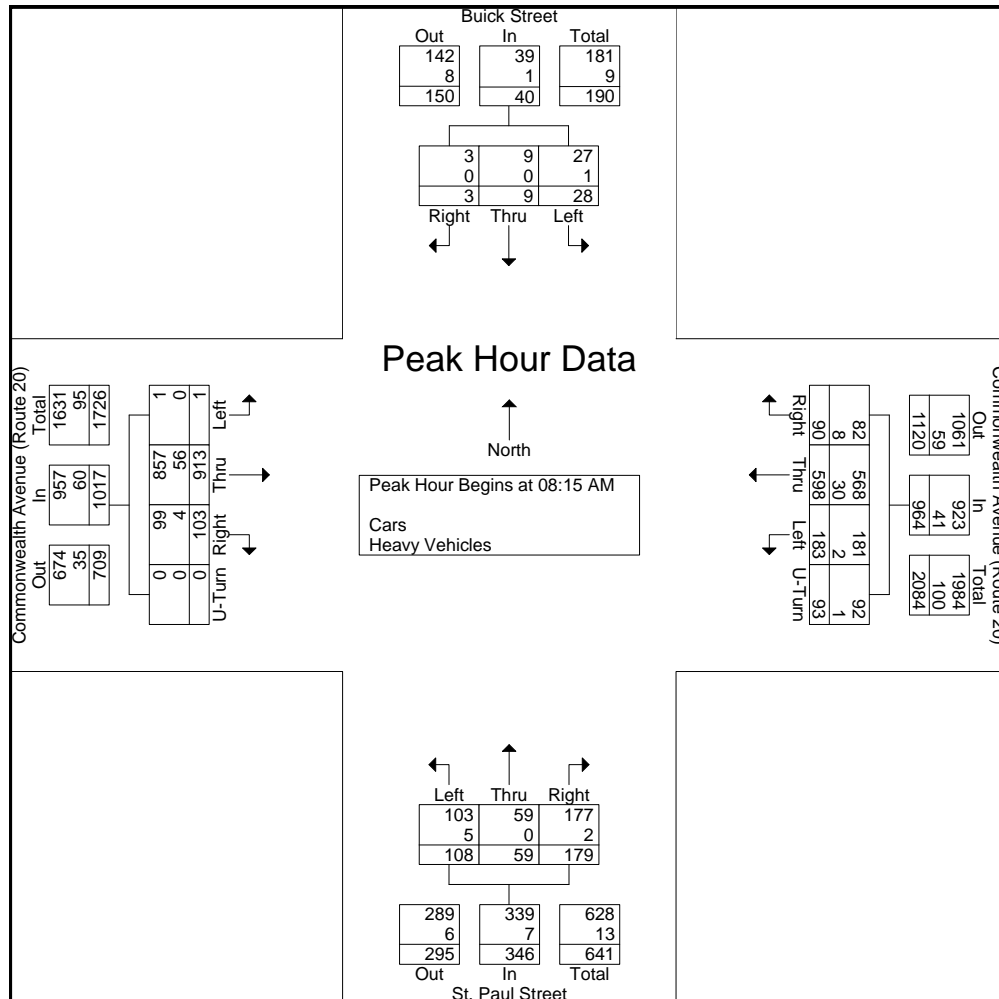 Buick Street
Out In Total
142 39 181
8 1 9
150 40 190
3 9 27
0 0 1
3 9 28
Right Thru Left
Peak Hour Data
North
Peak Hour Begins at 08:15 AM
Cars
Heavy Vehicles
Commonwealth Avenue (Route 20)
Total In Out
1631 957 674
95 60 35
1726 1017 709
1 857 99 0
0 56 4 0
1 913 103 0
Left Thru Right U-Turn
Commonwealth Avenue (Route 20)
Out In Total
1061 923 1984
59 41 100
1120 964 2084
82 568 181 92
8 30 2 1
90 598 183 93
Right Thru Left U-Turn
Left Thru Right
103 59 177
5 0 2
108 59 179
289 339 628
6 7 13
295 346 641
Out In Total
St. Paul Street